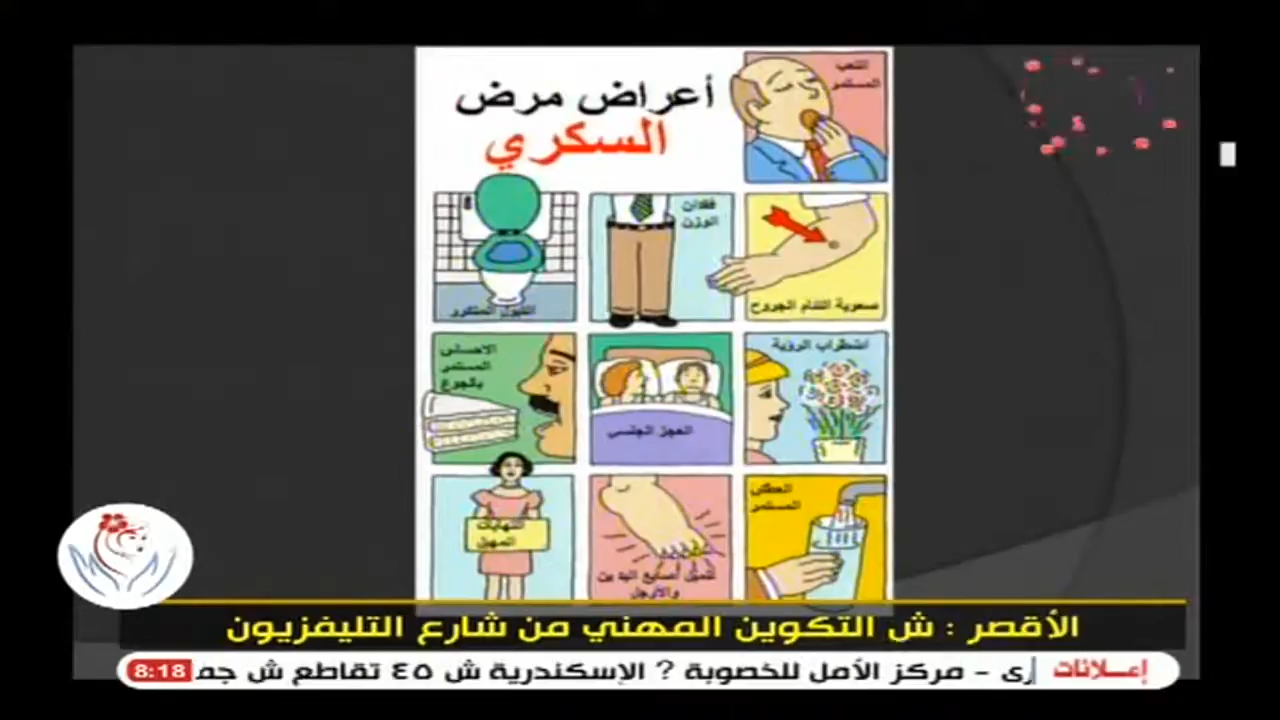 أعراض مرض
السكري
التعب
المستمر
التبول المتكرر
فقدان
الوزن
صعوبة التئام الجروح
الاحساس
المستمر
بالجوع
العجز الجنسي
اضطراب الرؤية
التهابات
المهبل
تنميل أصابع اليدين
والأرجل
العطش
المستمر
الأقصر : ش التكوين المهني من شارع التليفزيون
إعلانات
رى - مركز الأمل للخصوبة ? الإسكندرية ش ٤٥ تقاطع ش جم
8:18